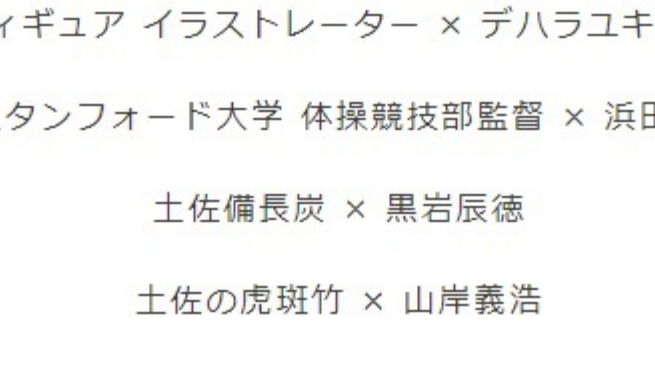 ィギュア イラストレーター × デハラユキ
タンフォード大学 体操競技部監督 × 浜田
土佐備長炭 × 黒岩辰徳
土佐の虎斑竹 × 山岸義浩